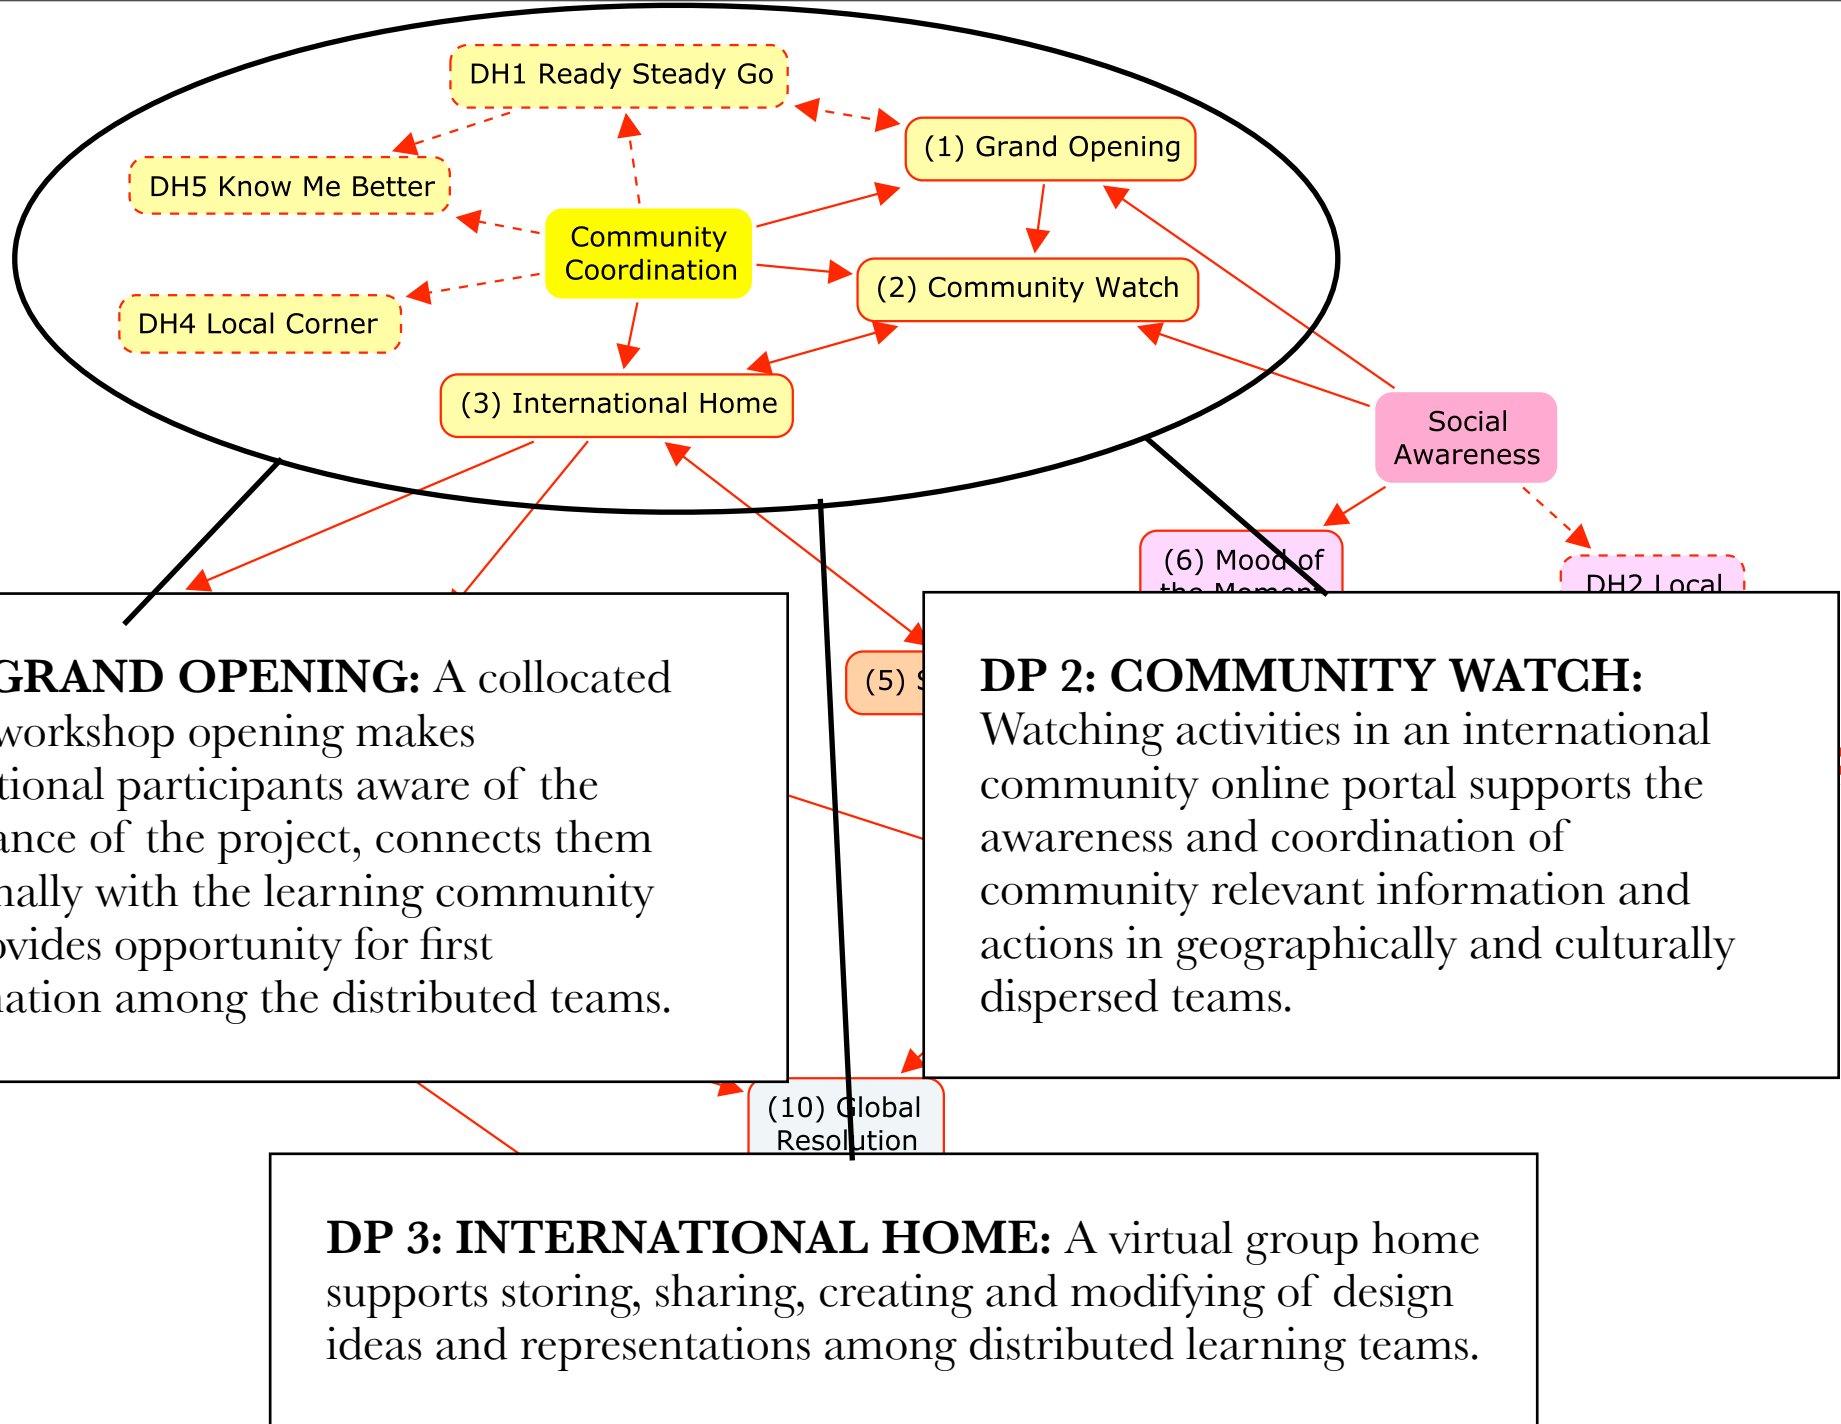 DH1 Ready Steady Go
(1) Grand Opening
DH5 Know Me Better
Community
Coordination
(2) Community Watch
DH4 Local Corner
(3) International Home
Social
Awareness
(6) Mood of
the Moment
DH2 Local
(5)
GRAND OPENING: A collocated
workshop opening makes
participants aware of the
of the project, connects them
with the learning community
opportunity for first
among the distributed teams.
DP 2: COMMUNITY WATCH:
Watching activities in an international
community online portal supports the
awareness and coordination of
community relevant information and
actions in geographically and culturally
dispersed teams.
(10) Global
Resolution
DP 3: INTERNATIONAL HOME: A virtual group home
supports storing, sharing, creating and modifying of design
ideas and representations among distributed learning teams.